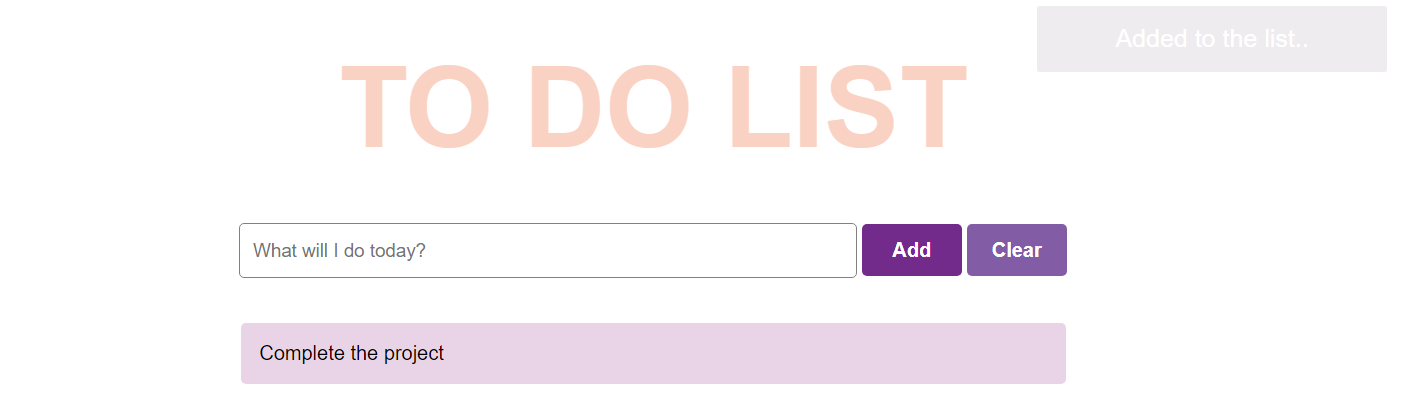 Added to the list..
TO DO LIST
What will I do today?
Add
Clear
Complete the project